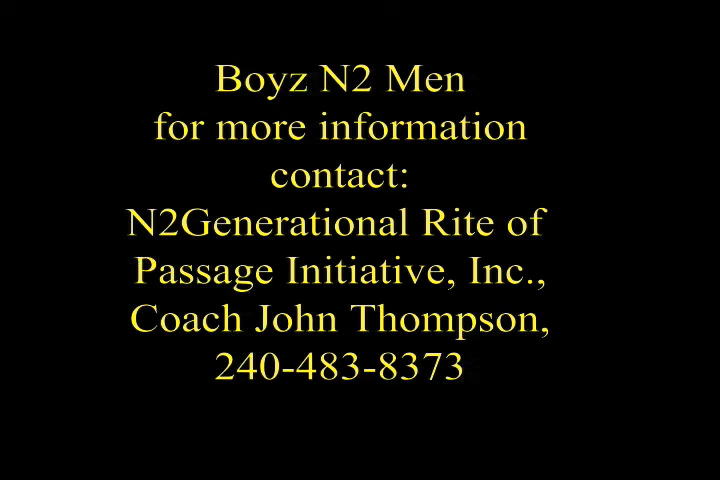 Boyz N2 Men
for more information
contact:
N2Generational Rite of
Passage Initiative, Inc.,
Coach John Thompson,
240-483-8373